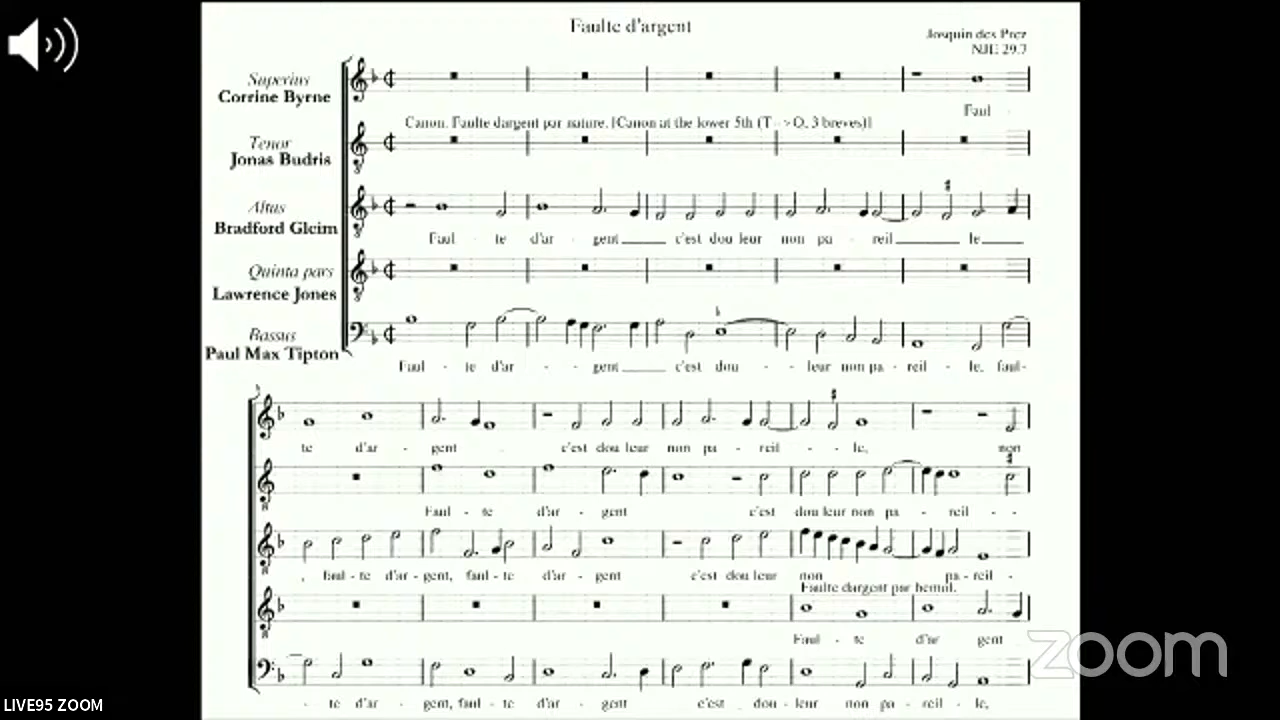 Faulte d'argent
Josquin des Prez
NJE 29.7
Superius
Corrine Byrne
Faul -
Canon. Faulte dargent par nature. [Canon at the lower 5th (T -> Q, 3 breves)]
Tenor
Jonas Budris
Altus
Bradford Gleim
Faul - te d'ar - gent c'est dou leur non pa - reil le
Quinta pars
Lawrence Jones
Bassus
Paul Max Tipton
Faul - te d'ar - gent c'est dou - leur non pa - reil - le, faul-
te d'ar - gent c'est dou leur non pa - reil - le, non
Faul - te d'ar - gent c'est dou leur non pa - reil - -
, faul - te d'ar - gent, faul - te d'ar - gent c'est dou leur non pa - reil -
Faulte dargent par bemul.
Faul - te d'ar gent
- te d'ar - gent, faul - te d'ar - gent c'est dou - leur non pa - reil - le,
zoom
LIVE95 ZOOM